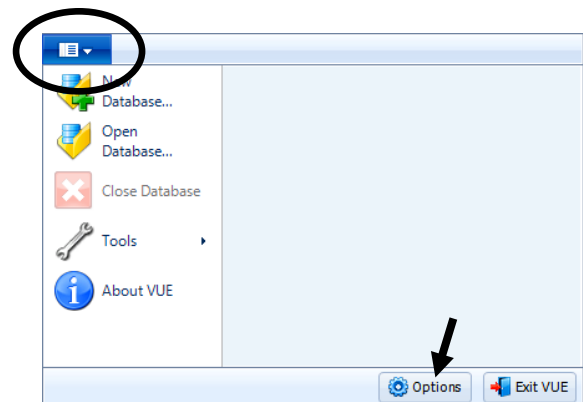 New
Database...
Open
Database...
Close Database
Tools
About VUE
Options
Exit VUE